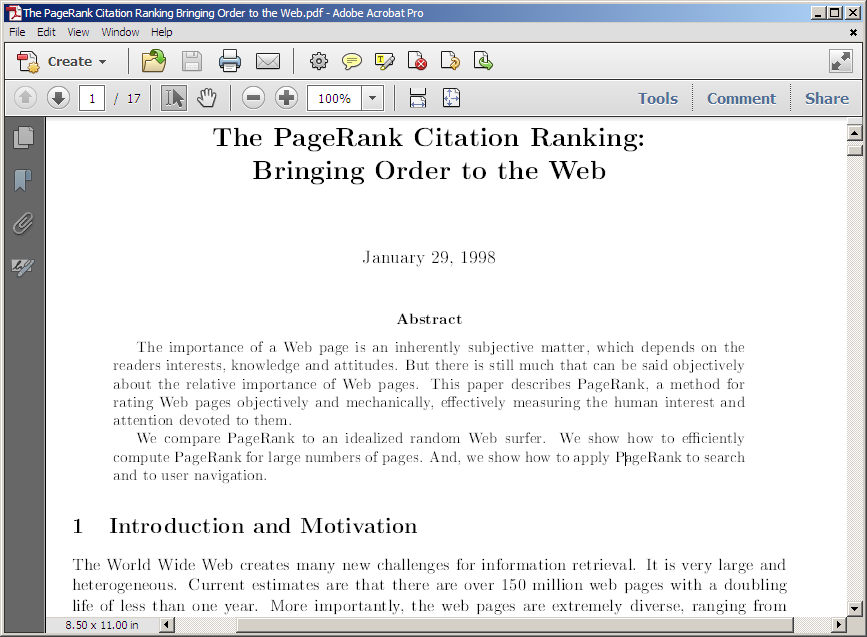 The PageRank Citation Ranking Bringing Order to the Web.pdf - Adobe Acrobat Pro
File Edit View Window Help
Create
1 / 17 100% Tools Comment Share
The PageRank Citation Ranking:
Bringing Order to the Web
January 29, 1998
Abstract
The importance of a Web page is an inherently subjective matter, which depends on the
readers interests, knowledge and attitudes. But there is still much that can be said objectively
about the relative importance of Web pages. This paper describes PageRank, a method for
rating Web pages objectively and mechanically, effectively measuring the human interest and
attention devoted to them.
We compare PageRank to an idealized random Web surfer. We show how to efficiently
compute PageRank for large numbers of pages. And, we show how to apply PageRank to search
and to user navigation.
1 Introduction and Motivation
The World Wide Web creates many new challenges for information retrieval. It is very large and
heterogeneous. Current estimates are that there are over 150 million web pages with a doubling
life of less than one year. More importantly, the web pages are extremely diverse, ranging from
8.50 x 11.00 in